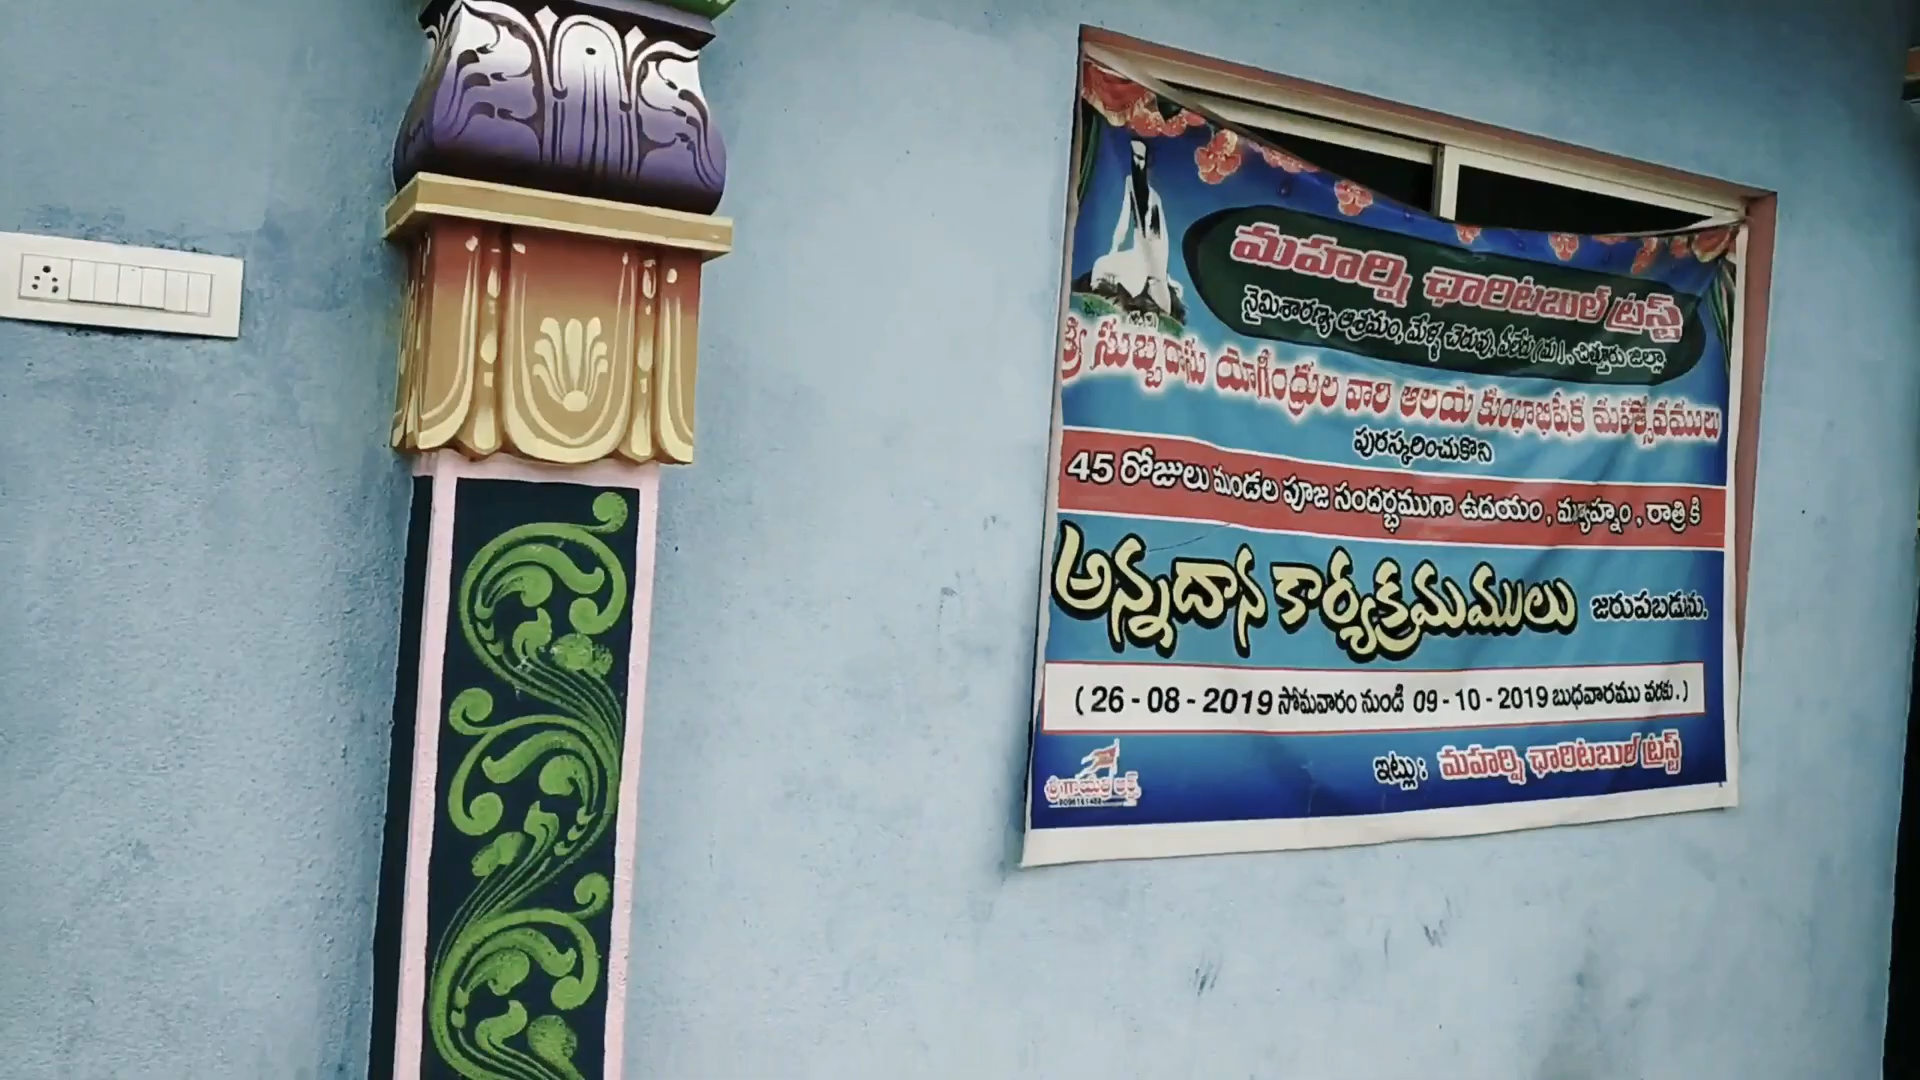 మహర్షి ఛారిటబుల్ ట్రస్ట్
నైమిశారణ్య ఆశ్రమం, మేళ్ళ చెరువు, చిత్తూరు జిల్లా
శ్రీ సుబ్బదాసు యోగీంద్రుల వారి ఆలయ కుంభాభిషేక మహోత్సవములు
పురస్కరించుకొని
45 రోజులు మండల పూజ సందర్భముగా ఉదయం, మధ్యాహ్నం, రాత్రి కి
అన్నదాన కార్యక్రమములు జరుపబడును.
( 26 - 08 - 2019 సోమవారం నుండి 09 - 10 - 2019 బుధవారము వరకు. )
ఇట్లు: మహర్షి ఛారిటబుల్ ట్రస్ట్